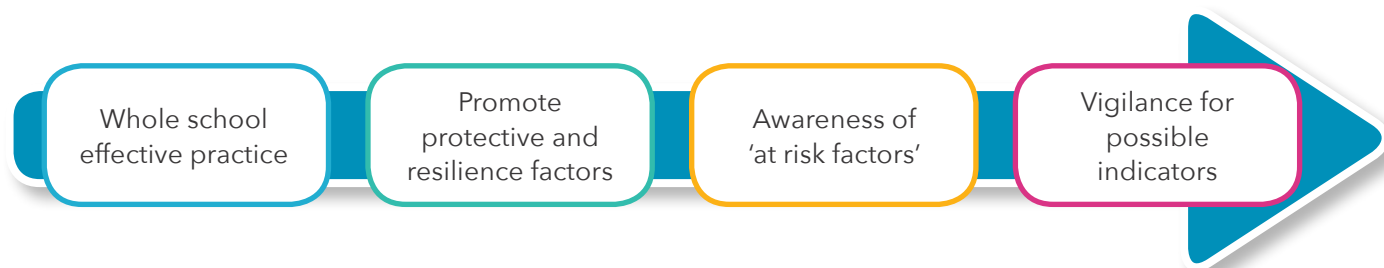 Whole school
effective practice
Promote
protective and
resilience factors
Awareness of
‘at risk factors’
Vigilance for
possible
indicators